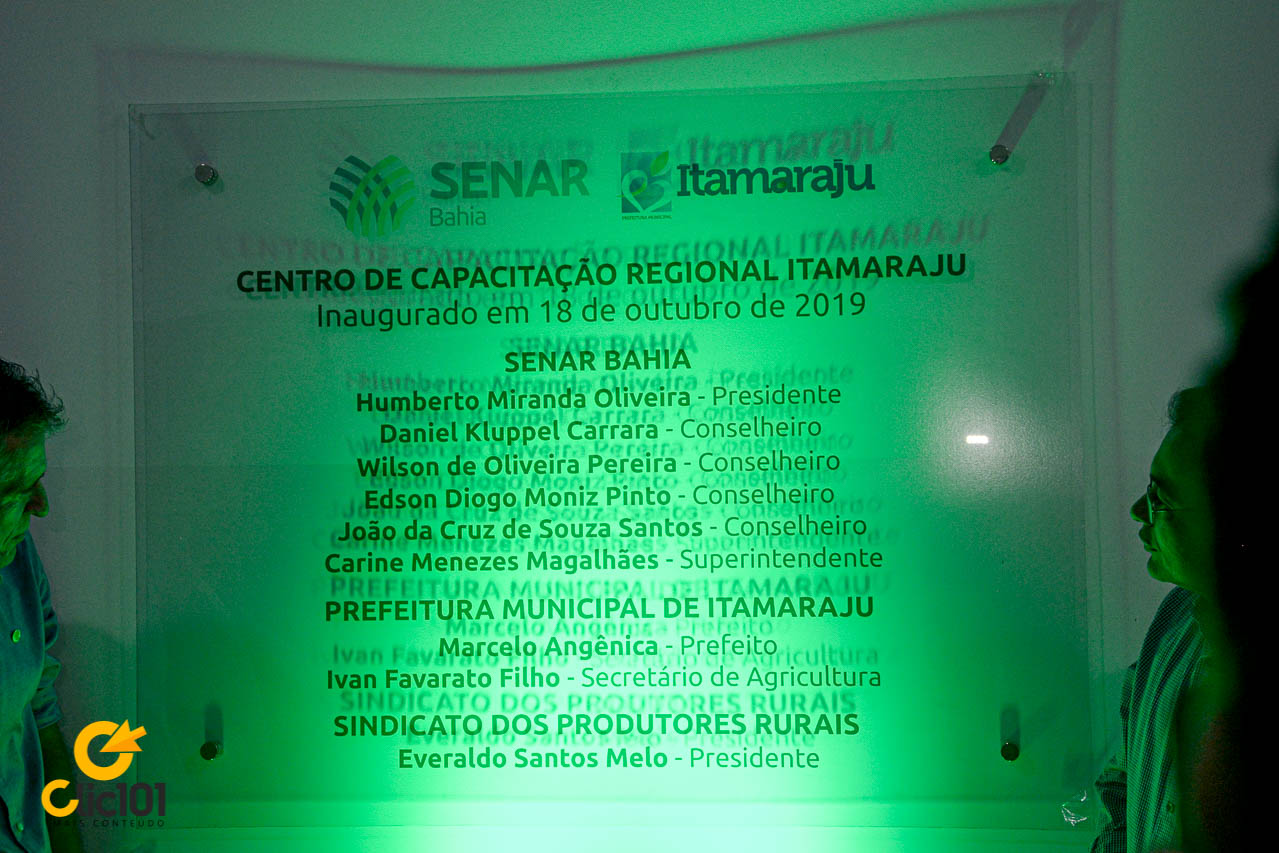 SENAR
Bahia
PREFEITURA MUNICIPAL
Itamaraju
CENTRO DE CAPACITAÇÃO REGIONAL ITAMARAJU
Inaugurado em 18 de outubro de 2019
SENAR BAHIA
Humberto Miranda Oliveira - Presidente
Daniel Kluppel Carrara - Conselheiro
Wilson de Oliveira Pereira - Conselheiro
Edson Diogo Moniz Pinto - Conselheiro
João da Cruz de Souza Santos - Conselheiro
Carine Menezes Magalhães - Superintendente
PREFEITURA MUNICIPAL DE ITAMARAJU
Marcelo Angênica - Prefeito
Ivan Favarato Filho - Secretário de Agricultura
SINDICATO DOS PRODUTORES RURAIS
Everaldo Santos Melo - Presidente
Clic101
MAIS CONTEÚDO